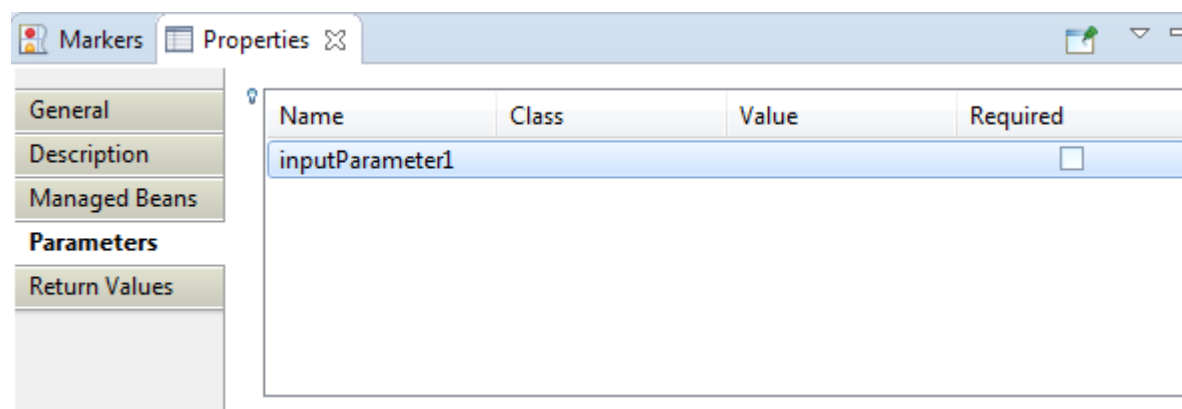 Markers Properties
General
Name Class Value Required
Description
inputParameter1
Managed Beans
Parameters
Return Values